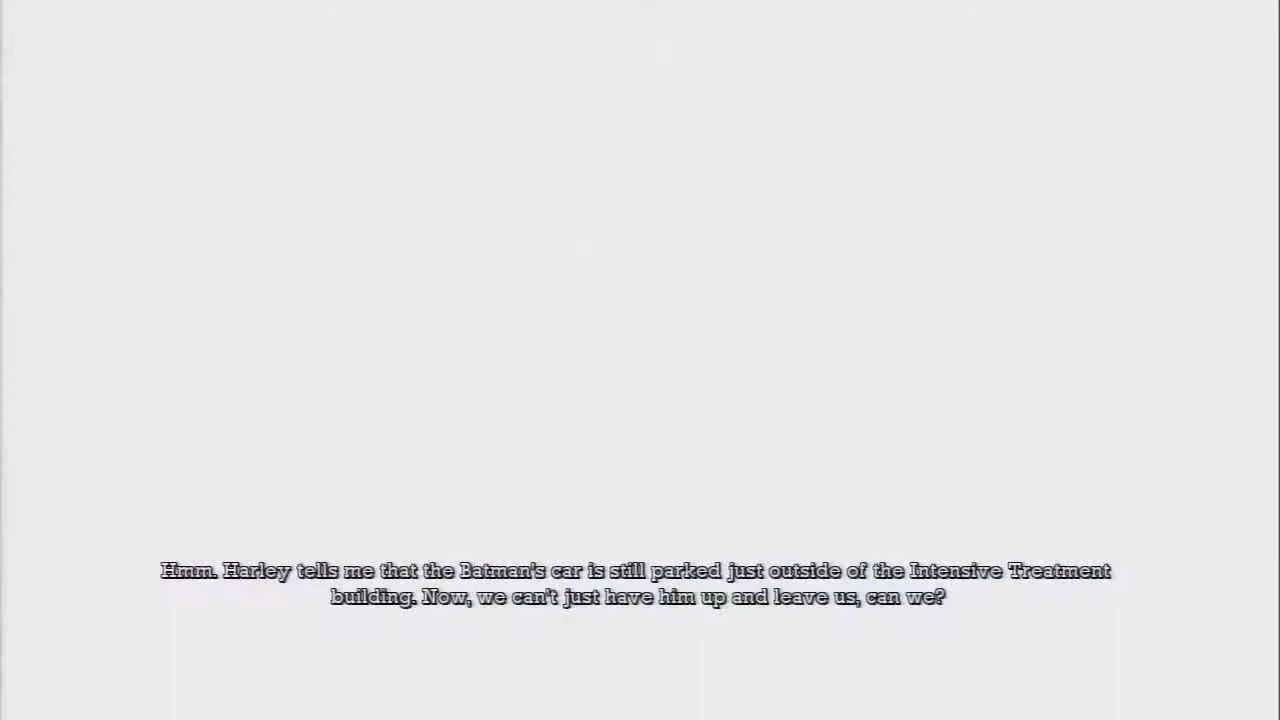 Hmm. Harley tells me that the Batman's car is still parked just outside of the Intensive Treatment
building. Now, we can't just have him up and leave us, can we?